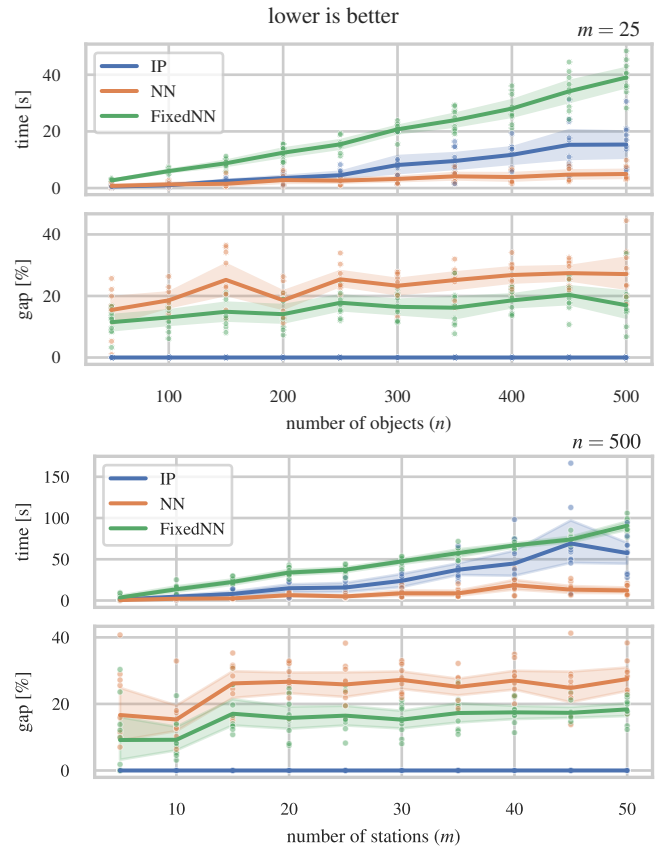 lower is better
m = 25
IP
NN
FixedNN
time [s]
40
20
0
gap [%]
40
20
0
100 200 300 400 500
number of objects (n)
n = 500
IP
NN
FixedNN
time [s]
150
100
50
0
gap [%]
40
20
0
10 20 30 40 50
number of stations (m)